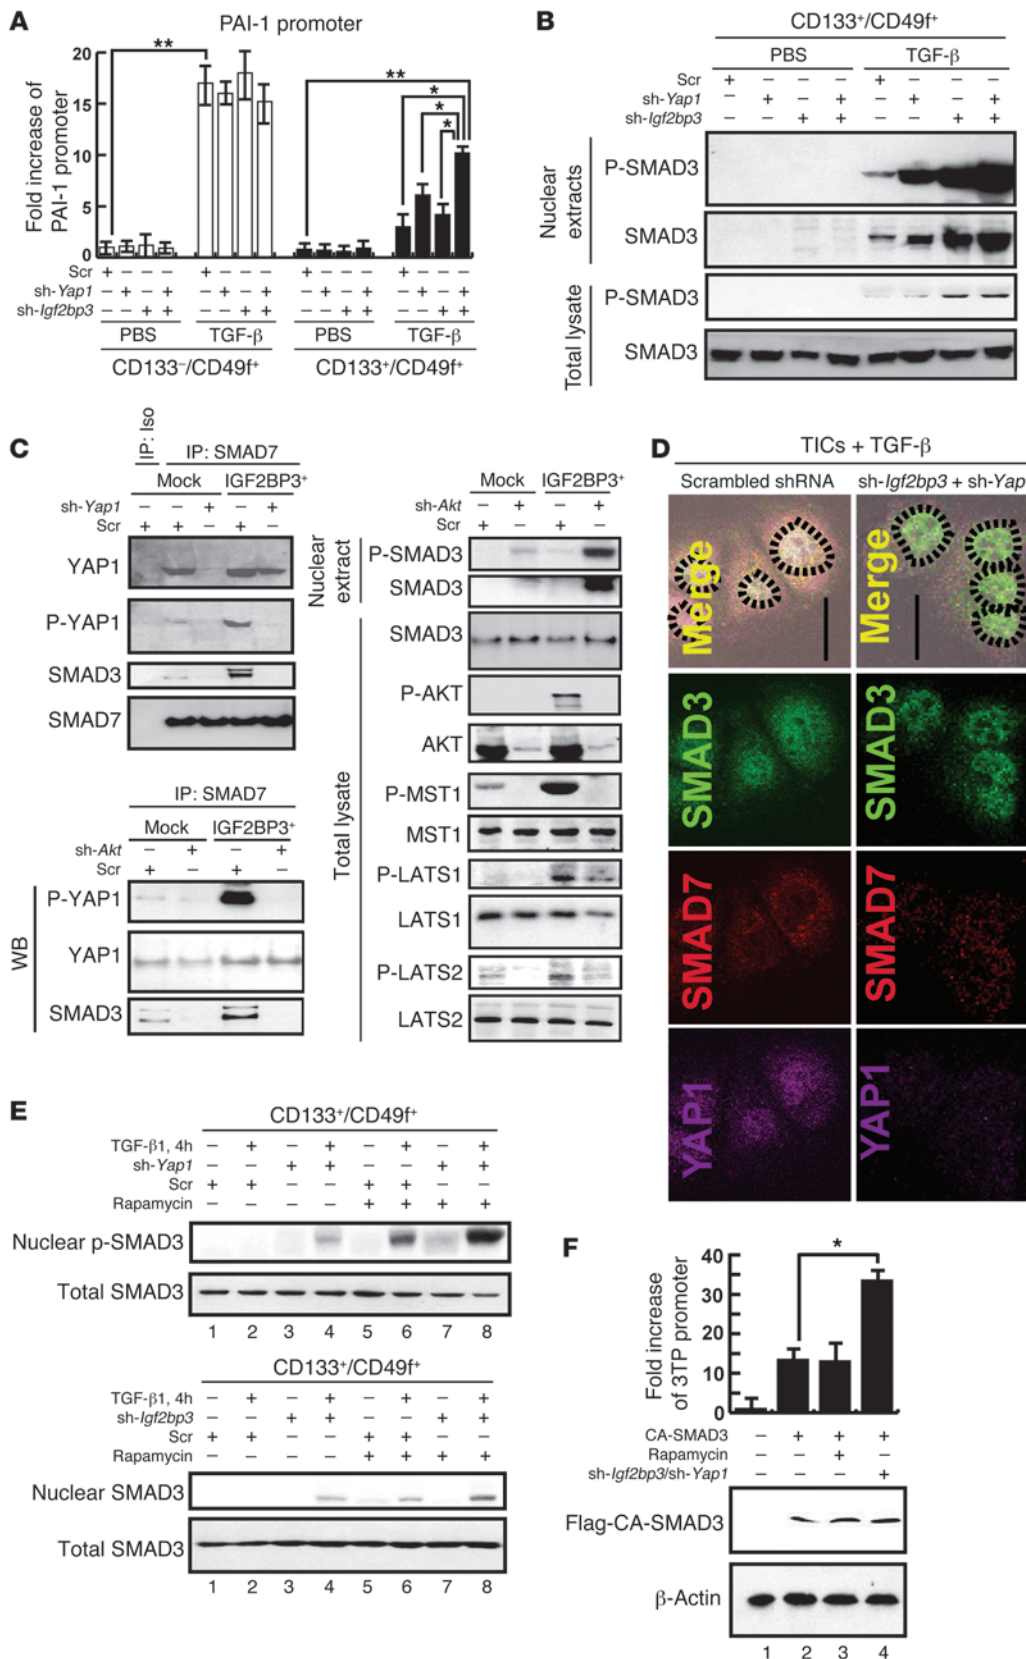 A
PAI-1 promoter
Fold increase of
PAI-1 promoter
20
15
10
5
0
** ** * * *
Scr + − − − + − − − + − − − + − − −
sh-Yap1 − + − + − + − + − + − + − + − +
sh-Igf2bp3 − − + + − − + + − − + + − − + +
PBS TGF-β PBS TGF-β
CD133−/CD49f+ CD133+/CD49f+
B
CD133+/CD49f+
PBS TGF-β
Scr + − − − + − − −
sh-Yap1 − + − + − + − +
sh-Igf2bp3 − − + + − − + +
Nuclear extracts
P-SMAD3
SMAD3
Total lysate
P-SMAD3
SMAD3
C
IP: Iso
IP: SMAD7
Mock IGF2BP3+
sh-Yap1 − − + − +
Scr + + − + −
YAP1
P-YAP1
SMAD3
SMAD7
IP: SMAD7
Mock IGF2BP3+
sh-Akt − + − +
Scr + − + −
WB
P-YAP1
YAP1
SMAD3
Mock IGF2BP3+
sh-Akt − + − +
Scr + − + −
Nuclear extract
P-SMAD3
SMAD3
Total lysate
SMAD3
P-AKT
AKT
P-MST1
MST1
P-LATS1
LATS1
P-LATS2
LATS2
D
TICs + TGF-β
Scrambled shRNA sh-Igf2bp3 + sh-Yap
Merge Merge
SMAD3 SMAD3
SMAD7 SMAD7
YAP1 YAP1
E
CD133+/CD49f+
TGF-β1, 4h − + − + − + − +
sh-Yap1 − − + + − − + +
Scr + + − − + + − −
Rapamycin − − − − + + + +
Nuclear p-SMAD3
Total SMAD3
1 2 3 4 5 6 7 8
CD133+/CD49f+
TGF-β1, 4h − + − + − + − +
sh-Igf2bp3 − − + + − − + +
Scr + + − − + + − −
Rapamycin − − − − + + + +
Nuclear SMAD3
Total SMAD3
1 2 3 4 5 6 7 8
F
Fold increase
of 3TP promoter
40
30
20
10
0
*
CA-SMAD3 − + + +
Rapamycin − − + −
sh-Igf2bp3/sh-Yap1 − − − +
Flag-CA-SMAD3
β-Actin
1 2 3 4